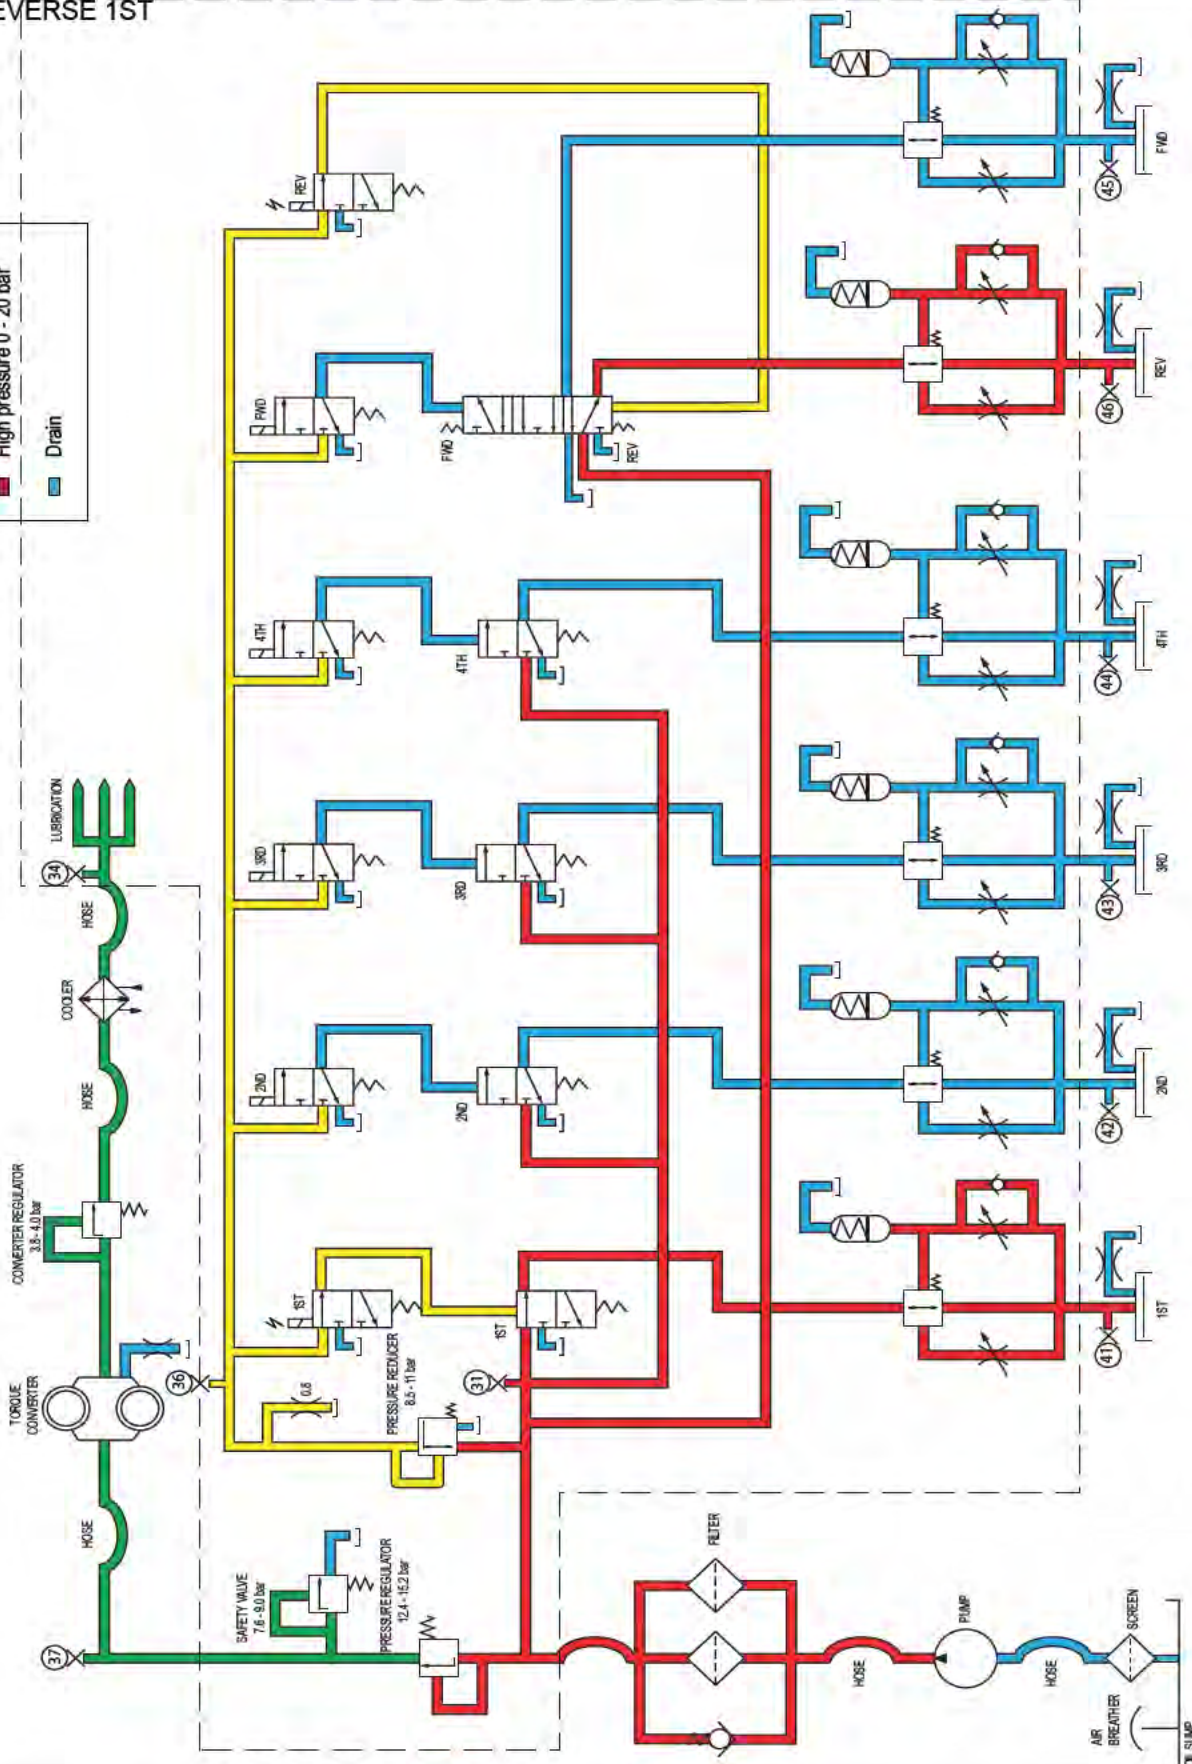 EVERSE 1ST
High pressure 0 - 20 bar
Drain
LUBRICATION
34
HOSE
COOLER
HOSE
CONVERTER REGULATOR
3.8- 4.0 bar
TORQUE
CONVERTER
HOSE
37
36
0.8
SAFETY VALVE
7.6 - 9.0 bar
PRESSURE REGULATOR
12.4 - 15.2 bar
PRESSURE REDUCER
8.5 - 11 bar
31
1ST
2ND
3RD
4TH
FWD
REV
1ST
2ND
3RD
4TH
FWD
REV
41
1ST
42
2ND
43
3RD
44
4TH
46
REV
45
FWD
FILTER
HOSE
PUMP
HOSE
SCREEN
AIR
BREATHER
SUMP